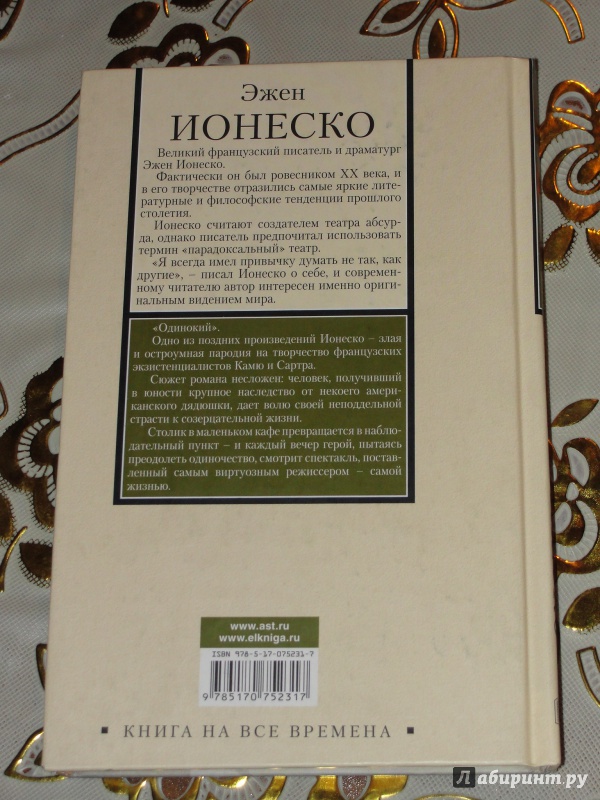 Эжен
ИОНЕСКО
Великий французский писатель и драматург
Эжен Ионеско.
Фактически он был ровесником XX века, и
в его творчестве отразились самые яркие лите-
ратурные и философские тенденции прошлого
столетия.
Ионеско считают создателем театра абсур-
да, однако писатель предпочитал использовать
термин «парадоксальный» театр.
«Я всегда имел привычку думать не так, как
другие», – писал Ионеско о себе, и современ-
ному читателю автор интересен именно ориги-
нальным видением мира.
«Одинокий».
Одно из поздних произведений Ионеско – злая
и остроумная пародия на творчество французских
экзистенциалистов Камю и Сартра.
Сюжет романа несложен: человек, получивший
в юности крупное наследство от некоего амери-
канского дядюшки, дает волю своей неподдельной
страсти к созерцательной жизни.
Столик в маленьком кафе превращается в наблю-
дательный пункт – и каждый вечер герой, пытаясь
преодолеть одиночество, смотрит спектакль, постав-
ленный самым виртуозным режиссером – самой
жизнью.
www.ast.ru
www.elkniga.ru
ISBN 978-5-17-075231-7
9 785170 752317
КНИГА НА ВСЕ ВРЕМЕНА
Лабиринт.ру